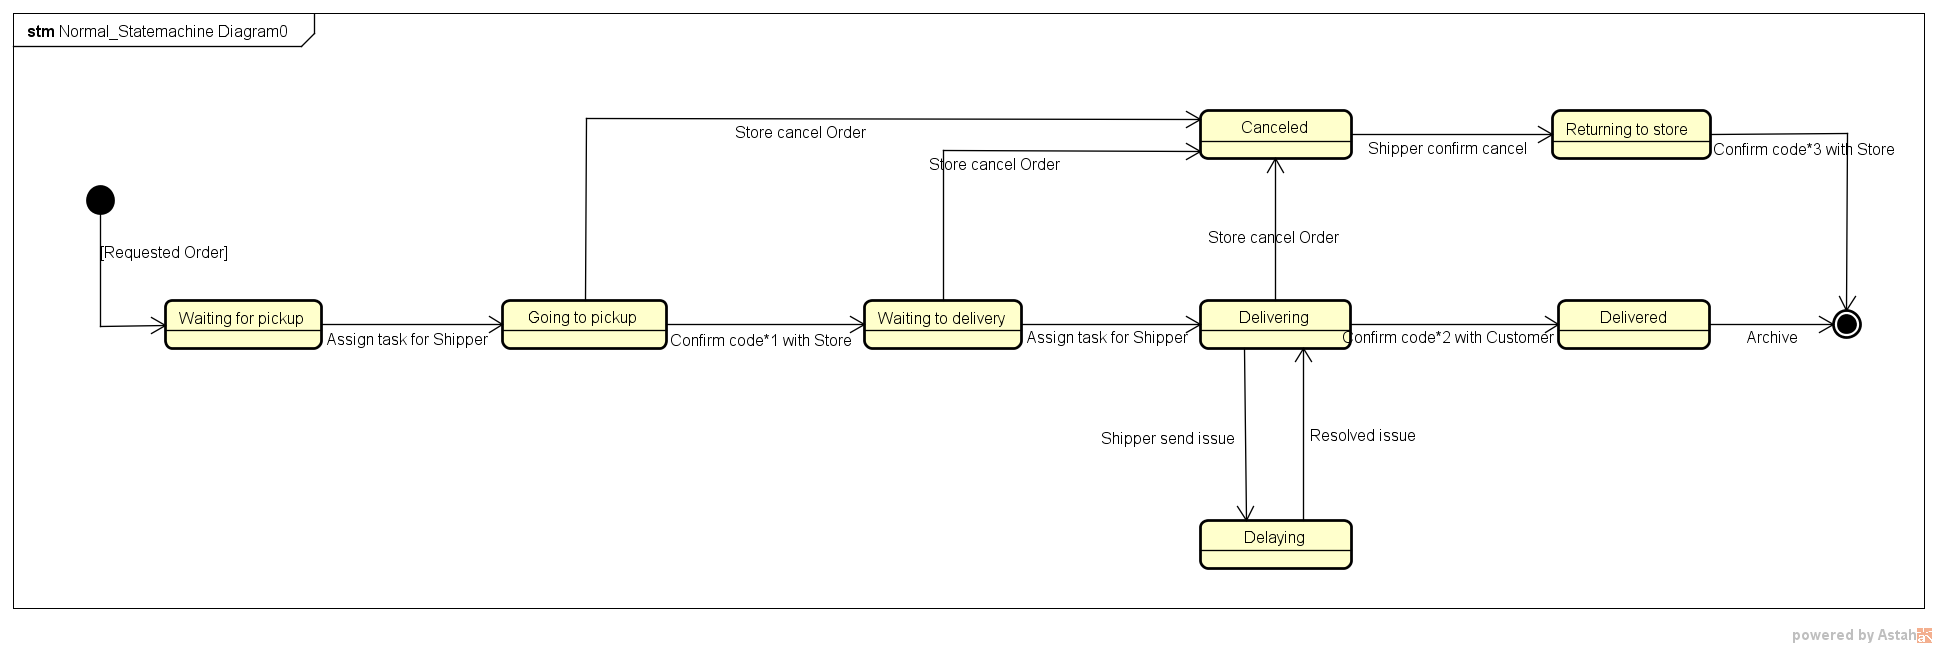 stm Normal_Statemachine Diagram0
Canceled
Returning to store
Store cancel Order
Shipper confirm cancel
Confirm code*3 with Store
Store cancel Order
Store cancel Order
[Requested Order]
Waiting for pickup
Going to pickup
Waiting to delivery
Delivering
Delivered
Assign task for Shipper
Confirm code*1 with Store
Assign task for Shipper
Confirm code*2 with Customer
Archive
Shipper send issue
Resolved issue
Delaying
powered by Astah